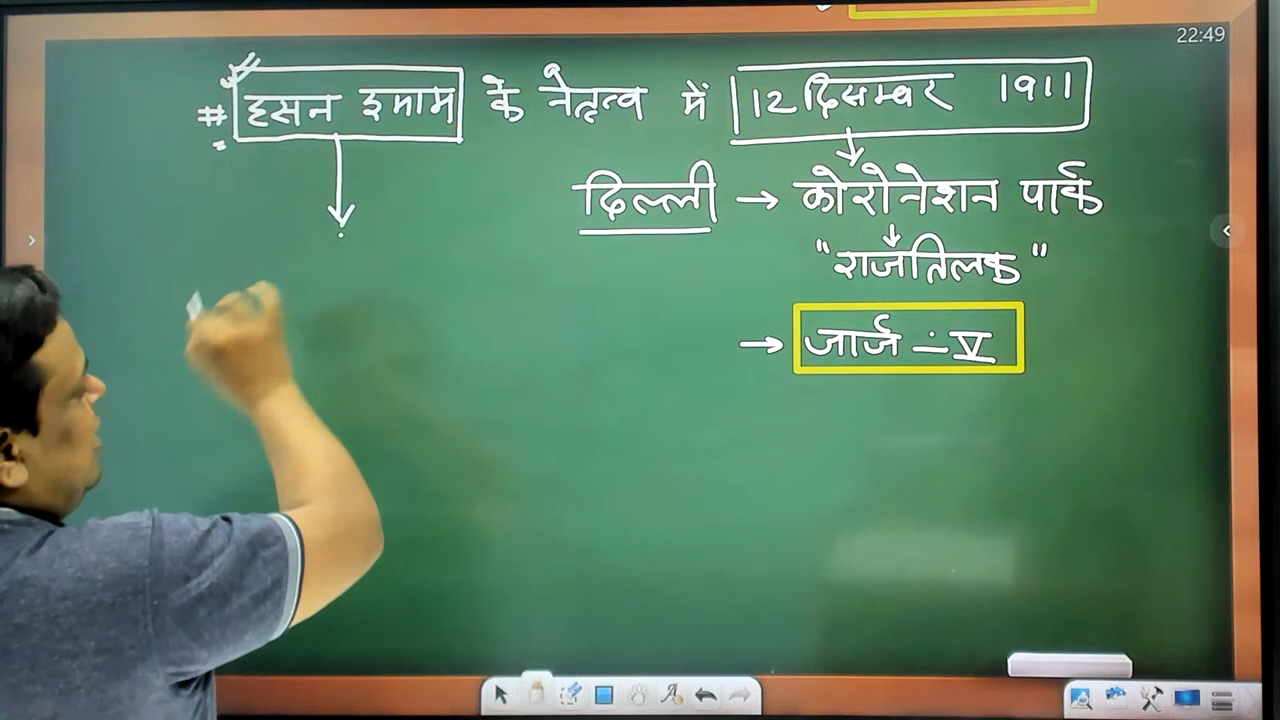 22:49
# हसन इमाम के नेतृत्व में 12 दिसम्बर 1911
दिल्ली → कोरोनेशन पार्क
"राजतिलक"
→ जार्ज - V